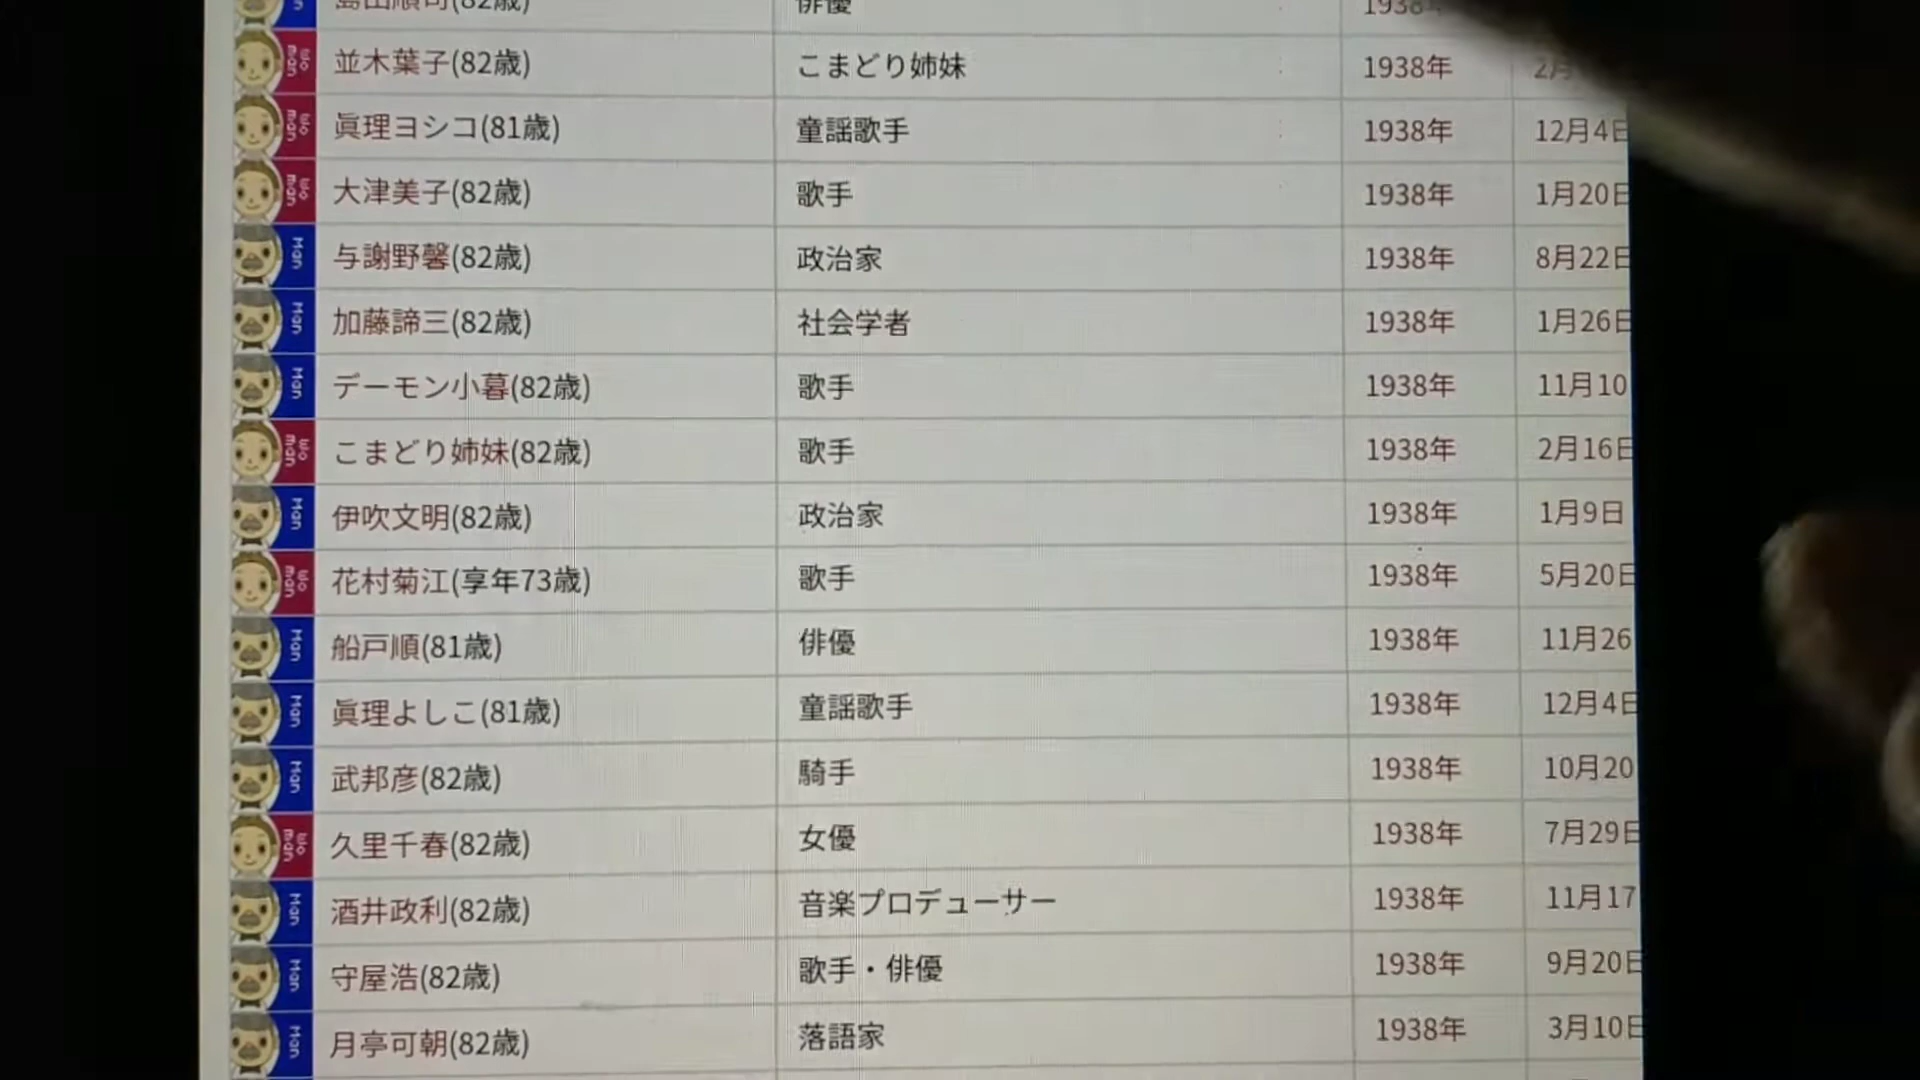 島田順司(82歳) 俳優 1938
並木葉子(82歳) こまどり姉妹 1938年 2月
眞理ヨシコ(81歳) 童謡歌手 1938年 12月4日
大津美子(82歳) 歌手 1938年 1月20日
与謝野馨(82歳) 政治家 1938年 8月22日
加藤諦三(82歳) 社会学者 1938年 1月26日
デーモン小暮(82歳) 歌手 1938年 11月10
こまどり姉妹(82歳) 歌手 1938年 2月16日
伊吹文明(82歳) 政治家 1938年 1月9日
花村菊江(享年73歳) 歌手 1938年 5月20日
船戸順(81歳) 俳優 1938年 11月26
眞理よしこ(81歳) 童謡歌手 1938年 12月4日
武邦彦(82歳) 騎手 1938年 10月20
久里千春(82歳) 女優 1938年 7月29日
酒井政利(82歳) 音楽プロデューサー 1938年 11月17
守屋浩(82歳) 歌手・俳優 1938年 9月20日
月亭可朝(82歳) 落語家 1938年 3月10日